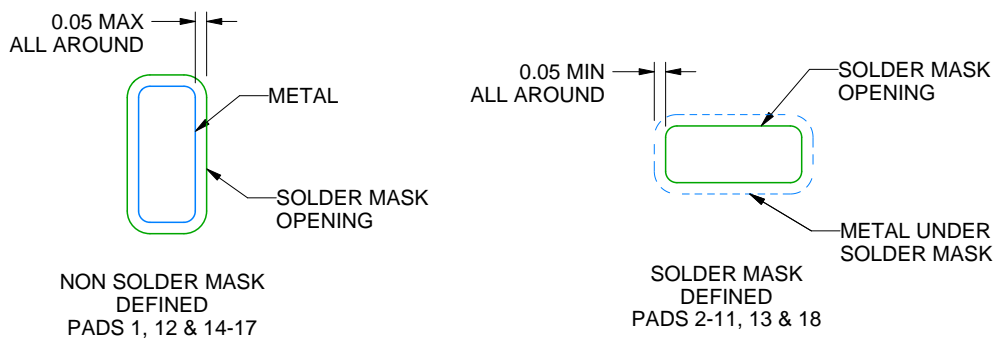 0.05 MAX
ALL AROUND
METAL
SOLDER MASK
OPENING
NON SOLDER MASK
DEFINED
PADS 1, 12 & 14-17
0.05 MIN
ALL AROUND
SOLDER MASK
OPENING
METAL UNDER
SOLDER MASK
SOLDER MASK
DEFINED
PADS 2-11, 13 & 18